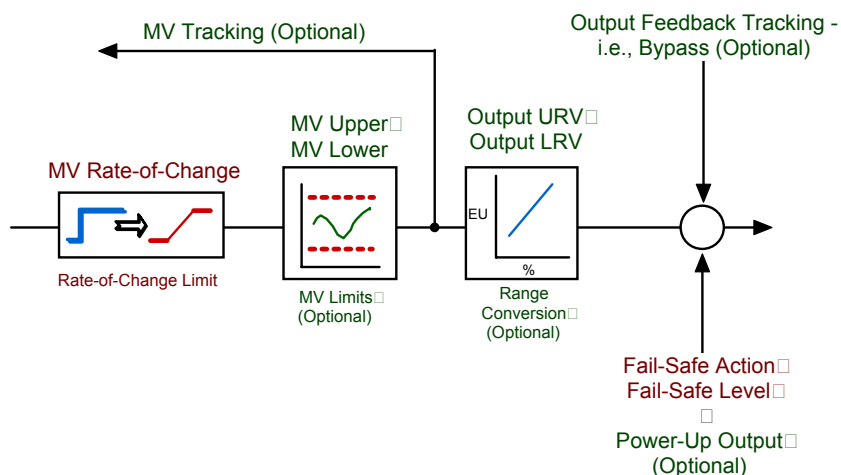 MV Tracking (Optional)
Output Feedback Tracking -
i.e., Bypass (Optional)
MV Rate-of-Change
Rate-of-Change Limit
MV Upper□
MV Lower
MV Limits□
(Optional)
Output URV□
Output LRV
EU
%
Range
Conversion□
(Optional)
Fail-Safe Action□
Fail-Safe Level□
□
Power-Up Output□
(Optional)